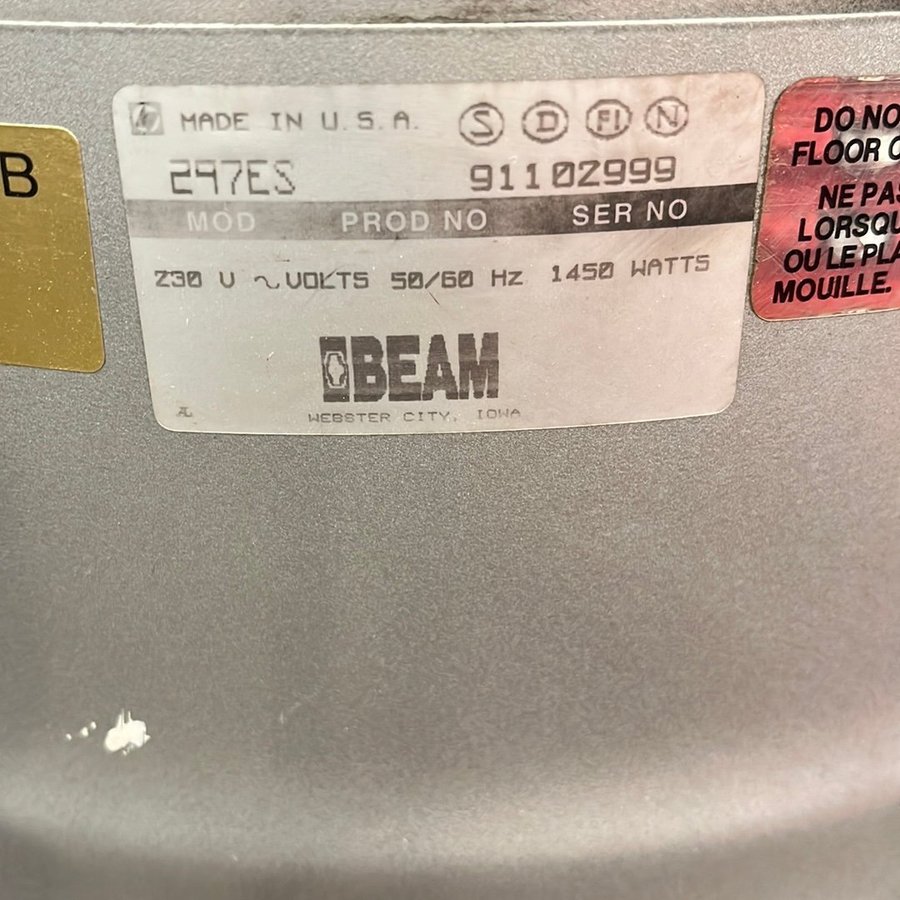 B
MADE IN U.S.A. S D FI N
297ES 91102999
MOD PROD NO SER NO
230 V ~VOLTS 50/60 Hz 1450 WATTS
BEAM
WEBSTER CITY, IOWA
DO NO
FLOOR O
NE PAS
LORSQU
OU LE PLA
MOUILLE.